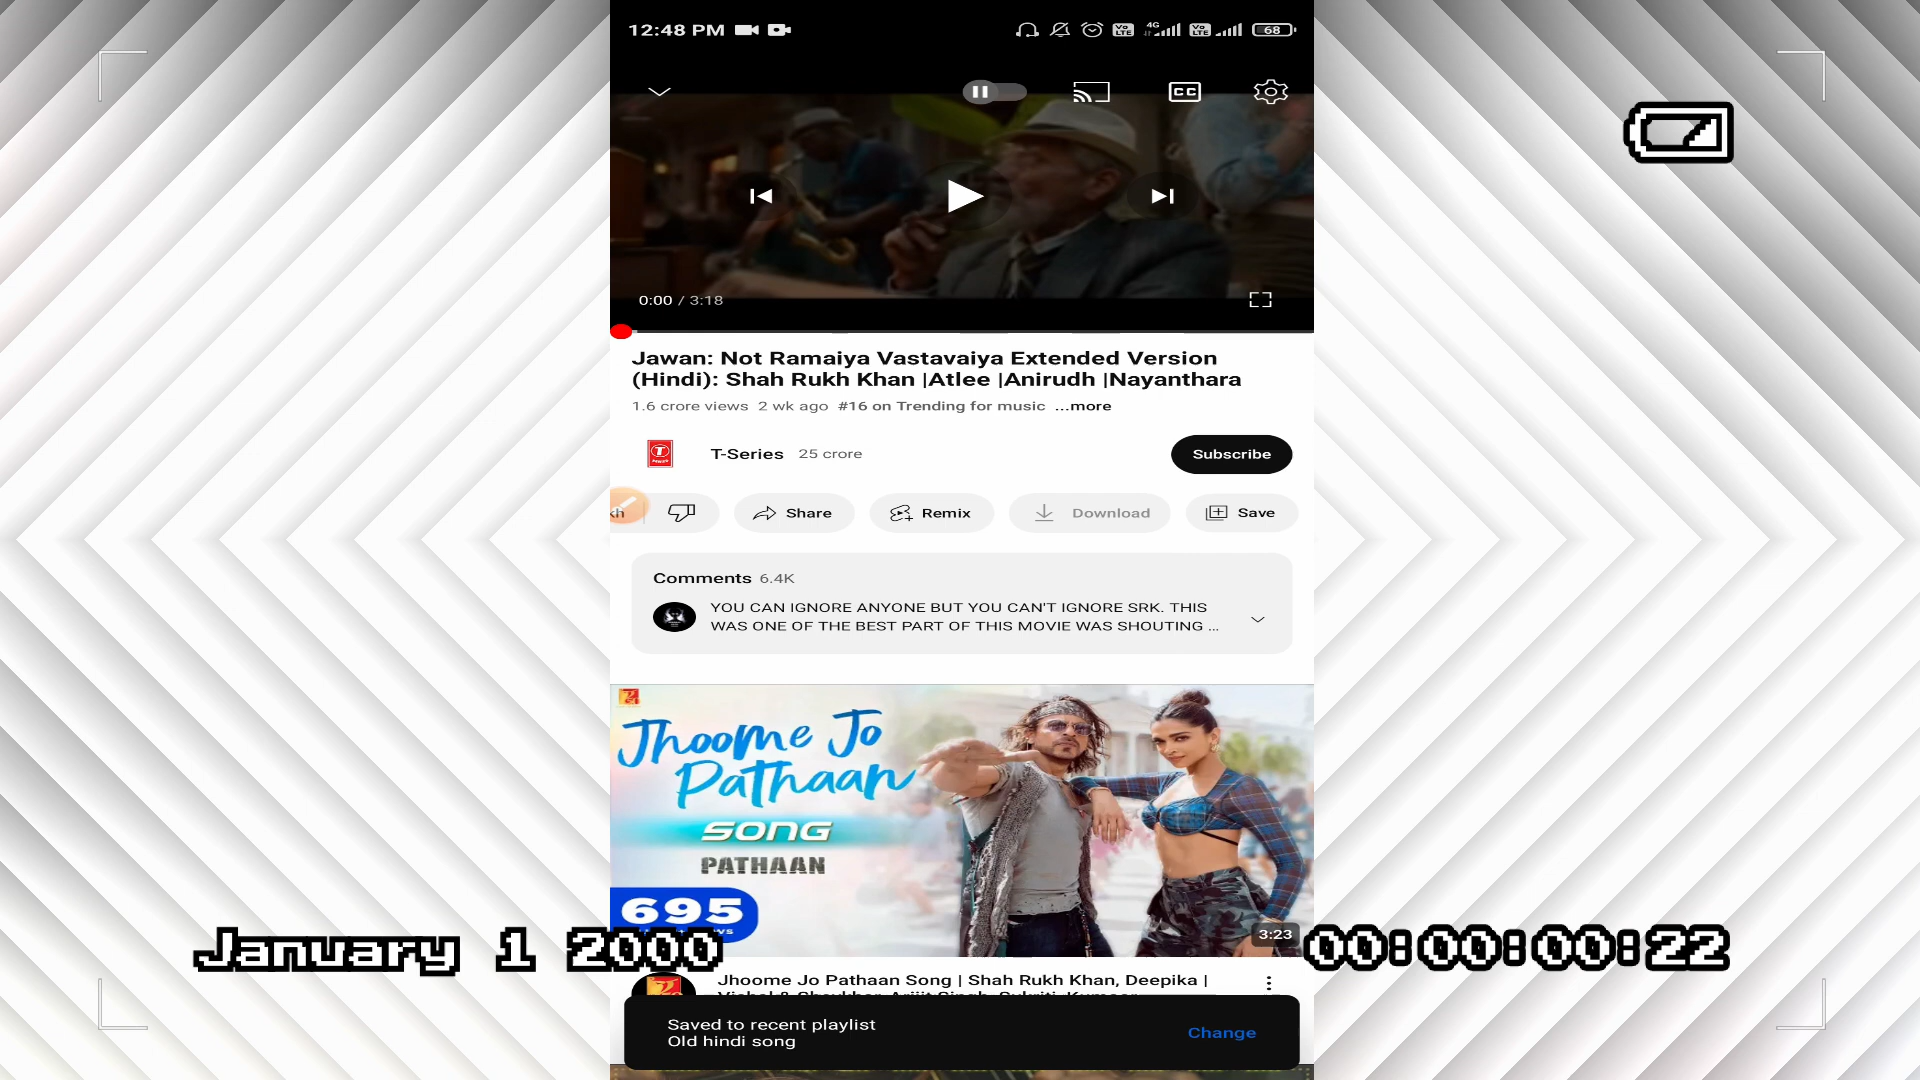 12:48 PM
4G
68
CC
0:00 / 3:18
Jawan: Not Ramaiya Vastavaiya Extended Version
(Hindi): Shah Rukh Khan |Atlee |Anirudh |Nayanthara
1.6 crore views 2 wk ago #16 on Trending for music ...more
T-Series 25 crore
Subscribe
Share
Remix
Download
Save
Comments 6.4K
YOU CAN IGNORE ANYONE BUT YOU CAN'T IGNORE SRK. THIS
WAS ONE OF THE BEST PART OF THIS MOVIE WAS SHOUTING ...
Jhoome Jo
Pathaan
SONG
PATHAAN
695
3:23
January 1 2000
00:00:00:22
Jhoome Jo Pathaan Song | Shah Rukh Khan, Deepika |
Saved to recent playlist
Old hindi song
Change